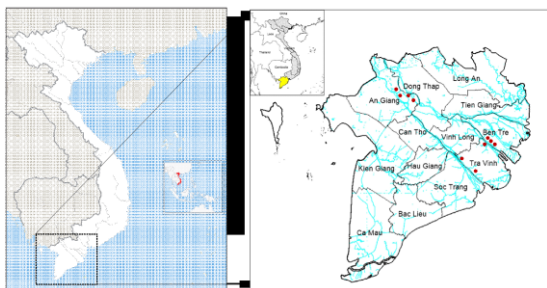 Long An
Dong Thap
An Giang
Tien Giang
Can Tho
Vinh Long
Ben Tre
Kien Giang
Hau Giang
Tra Vinh
Soc Trang
Bac Lieu
Ca Mau